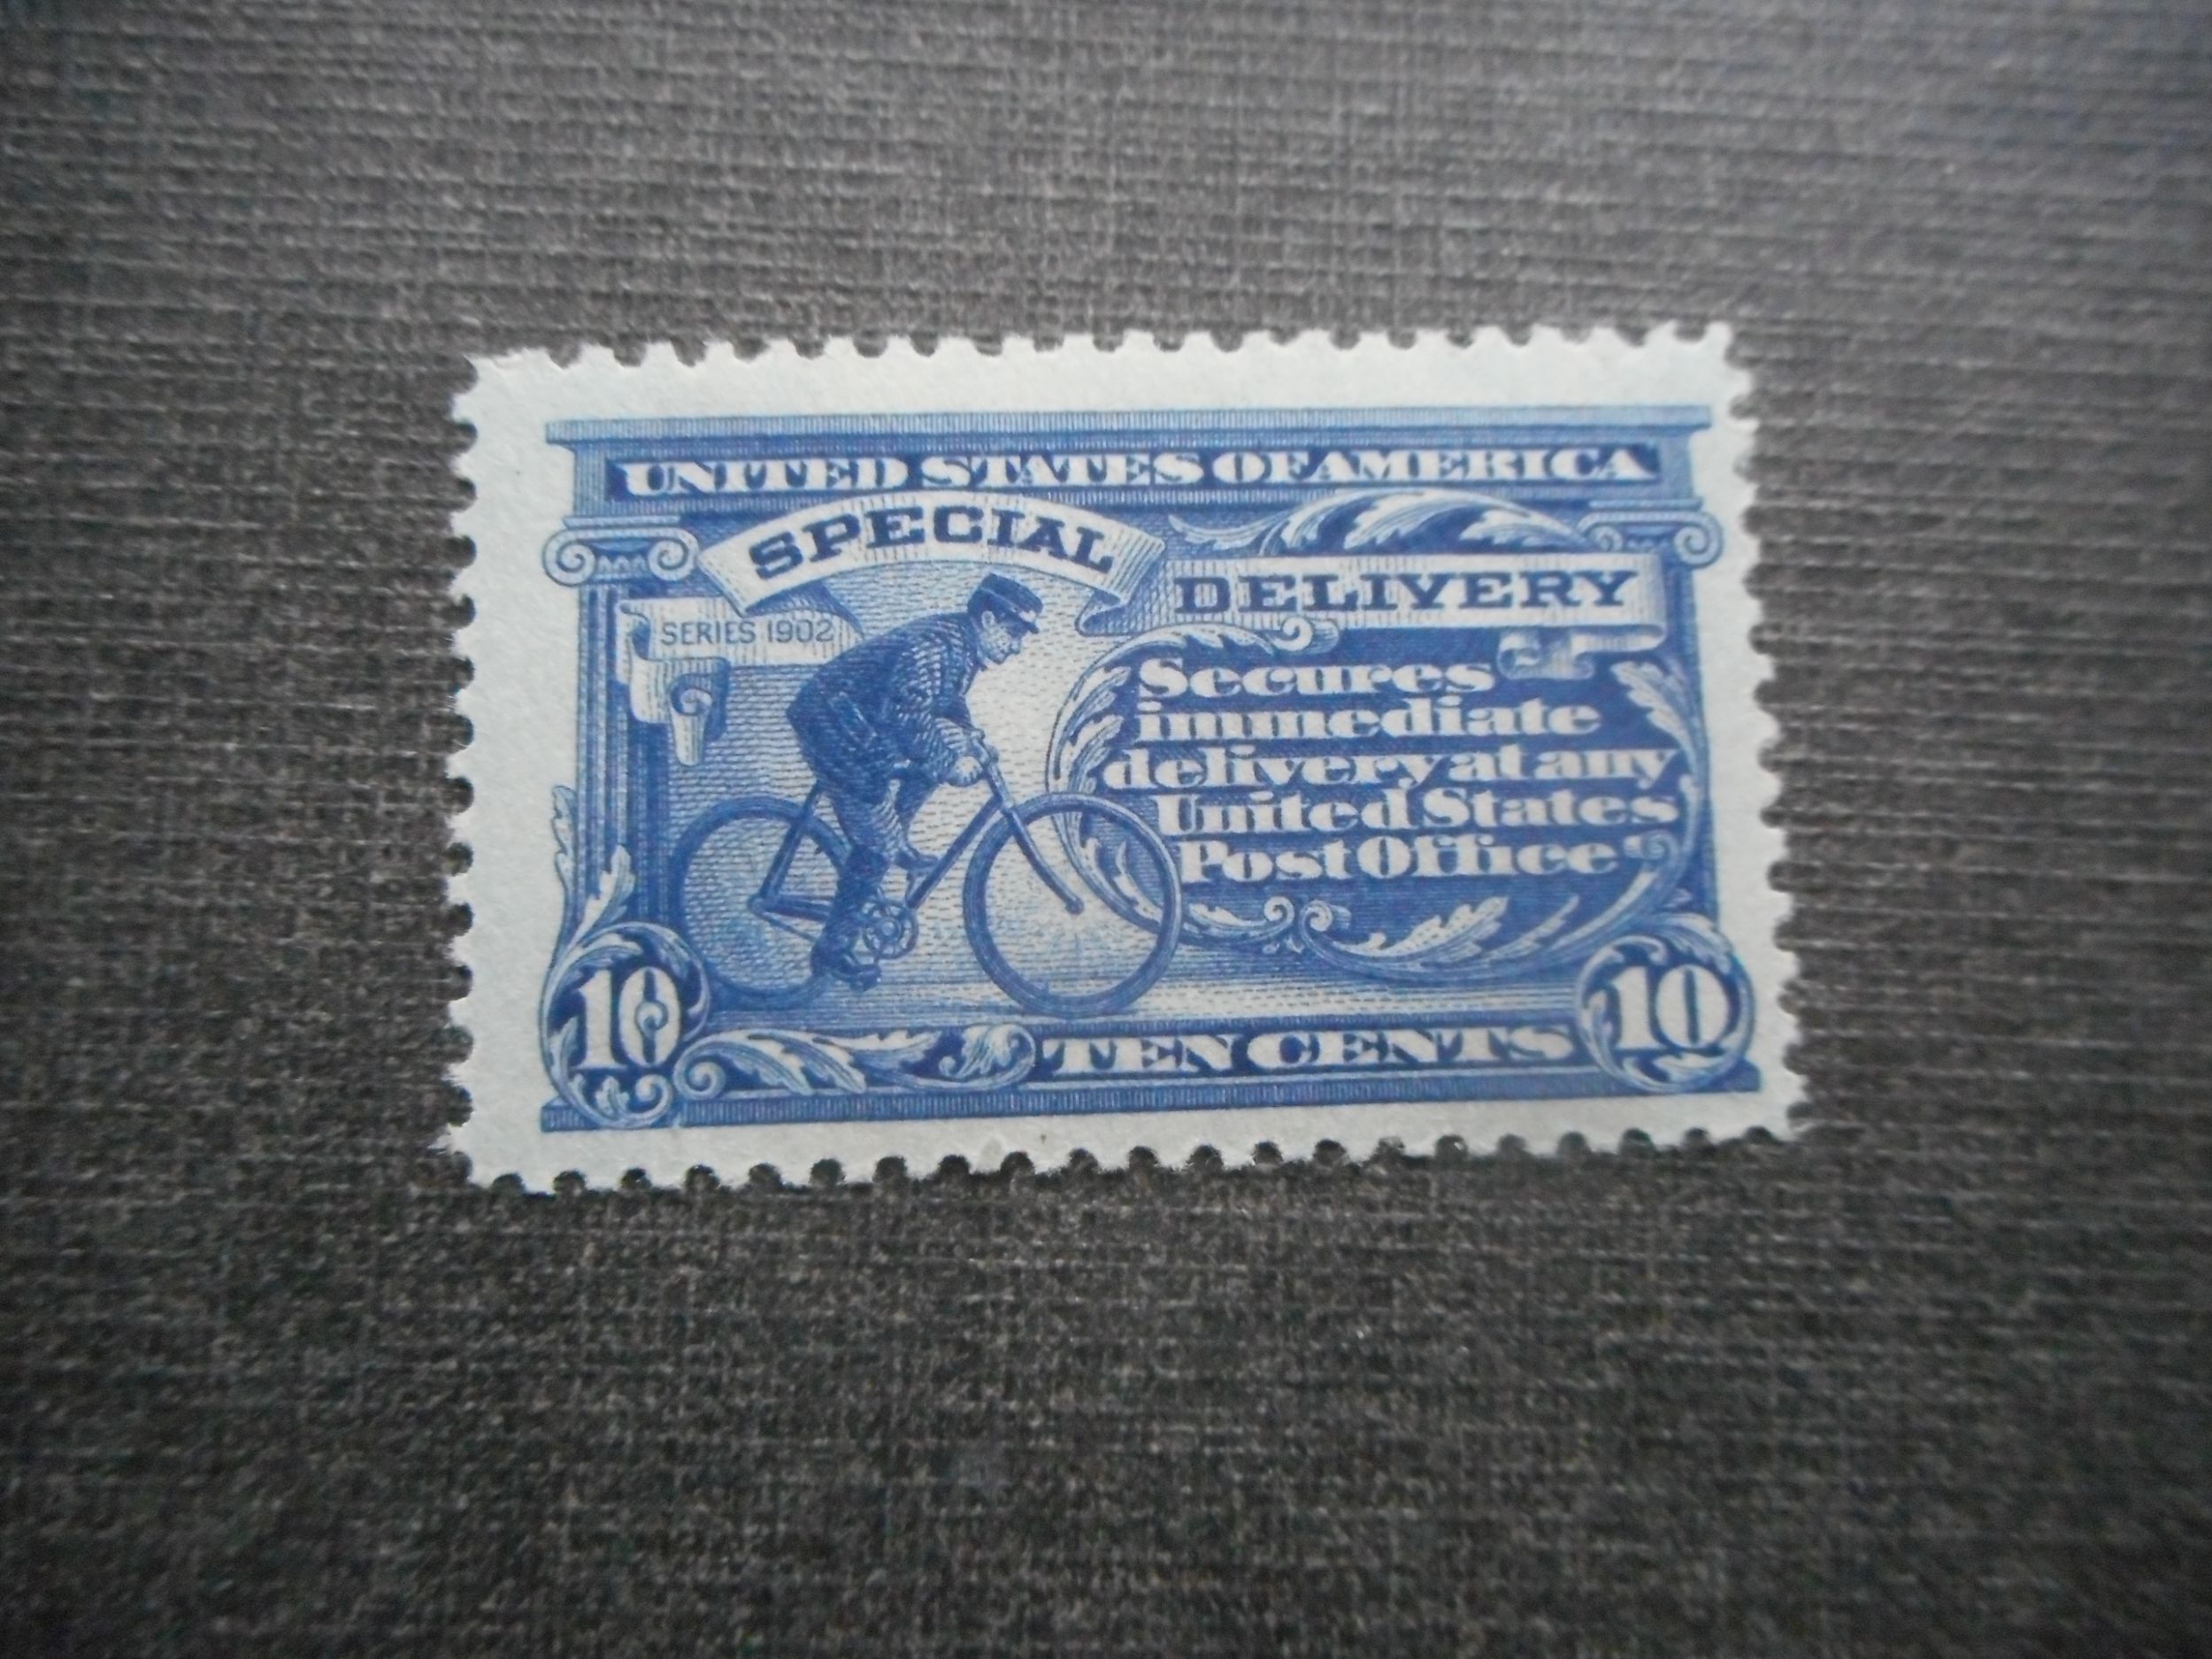 UNITED STATES OF AMERICA
SPECIAL
DELIVERY
SERIES 1902
Secures
immediate
delivery at any
United States
Post Office
10
TEN CENTS
10